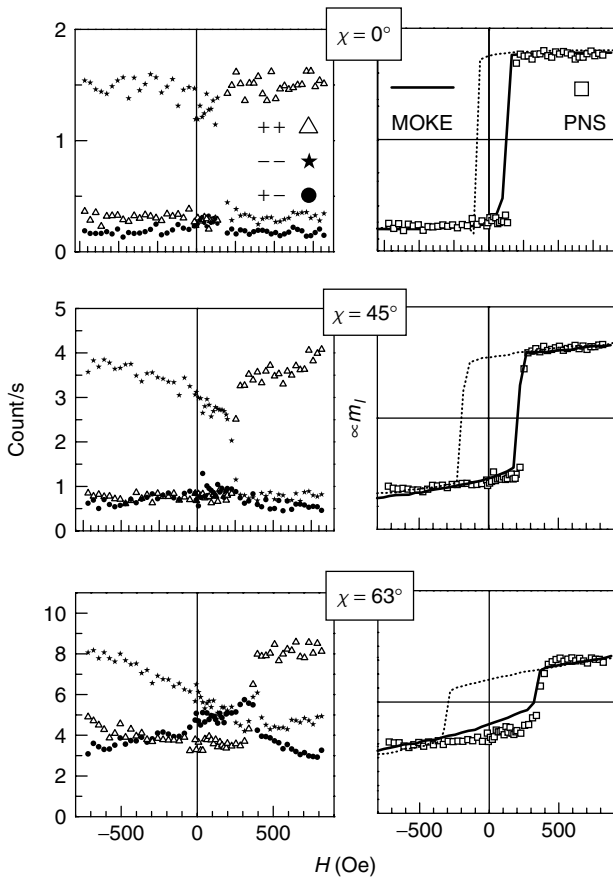 χ = 0°
2
1
0
++ △
−− ★
+− ●
MOKE
PNS
χ = 45°
5
4
3
2
1
0
Count/s
∝ m_l
χ = 63°
10
8
6
4
2
0
−500
0
500
−500
0
500
H (Oe)
H (Oe)